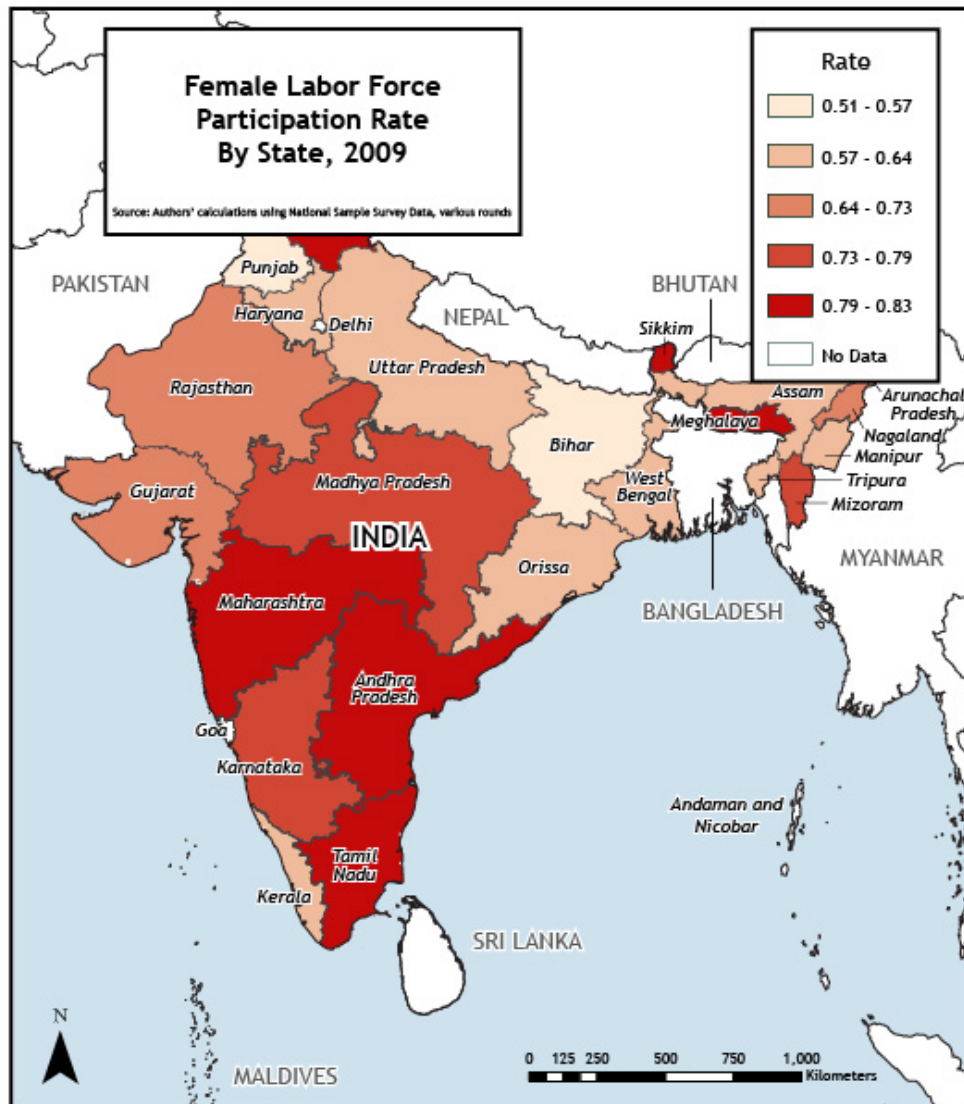 Female Labor Force
Participation Rate
By State, 2009
Source: Authors' calculations using National Sample Survey Data, various rounds
Rate
0.51 - 0.57
0.57 - 0.64
0.64 - 0.73
0.73 - 0.79
0.79 - 0.83
No Data
PAKISTAN
Punjab
Haryana
Delhi
NEPAL
BHUTAN
Sikkim
Rajasthan
Uttar Pradesh
Assam
Arunachal
Pradesh
Meghalaya
Nagaland
Bihar
Manipur
Gujarat
Madhya Pradesh
West
Bengal
Tripura
Mizoram
INDIA
Orissa
MYANMAR
Maharashtra
BANGLADESH
Andhra
Pradesh
Goa
Karnataka
Andaman and
Nicobar
Tamil
Nadu
Kerala
SRI LANKA
N
MALDIVES
0 125 250 500 750 1,000
Kilometers